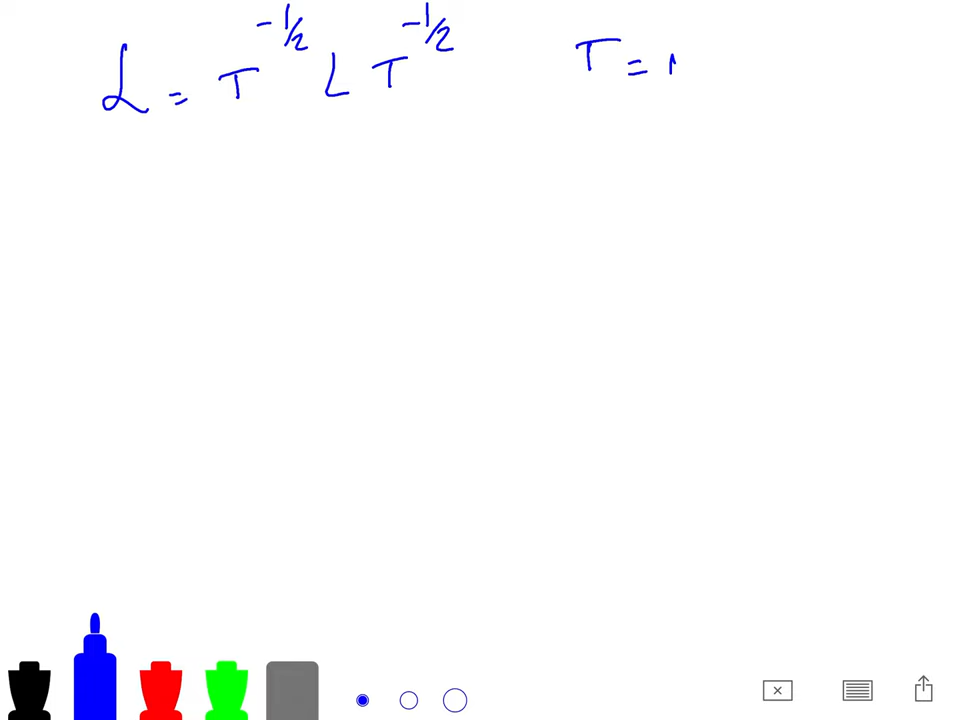 ℒ = T^{-1/2} L T^{-1/2} T =